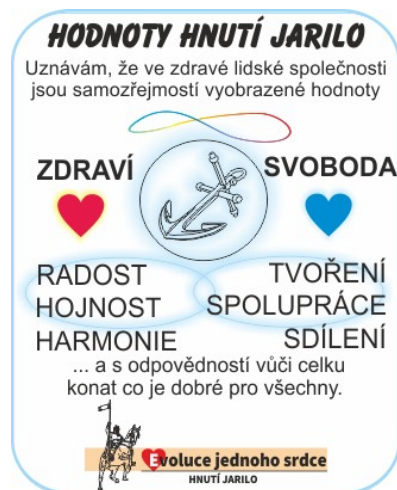 HODNOTY HNUTÍ JARILO
Uznávám, že ve zdravé lidské společnosti
jsou samozřejmostí vyobrazené hodnoty
ZDRAVÍ SVOBODA
RADOST TVOŘENÍ
HOJNOST SPOLUPRÁCE
HARMONIE SDÍLENÍ
... a s odpovědností vůči celku
konat co je dobré pro všechny.
Evoluce jednoho srdce
HNUTÍ JARILO